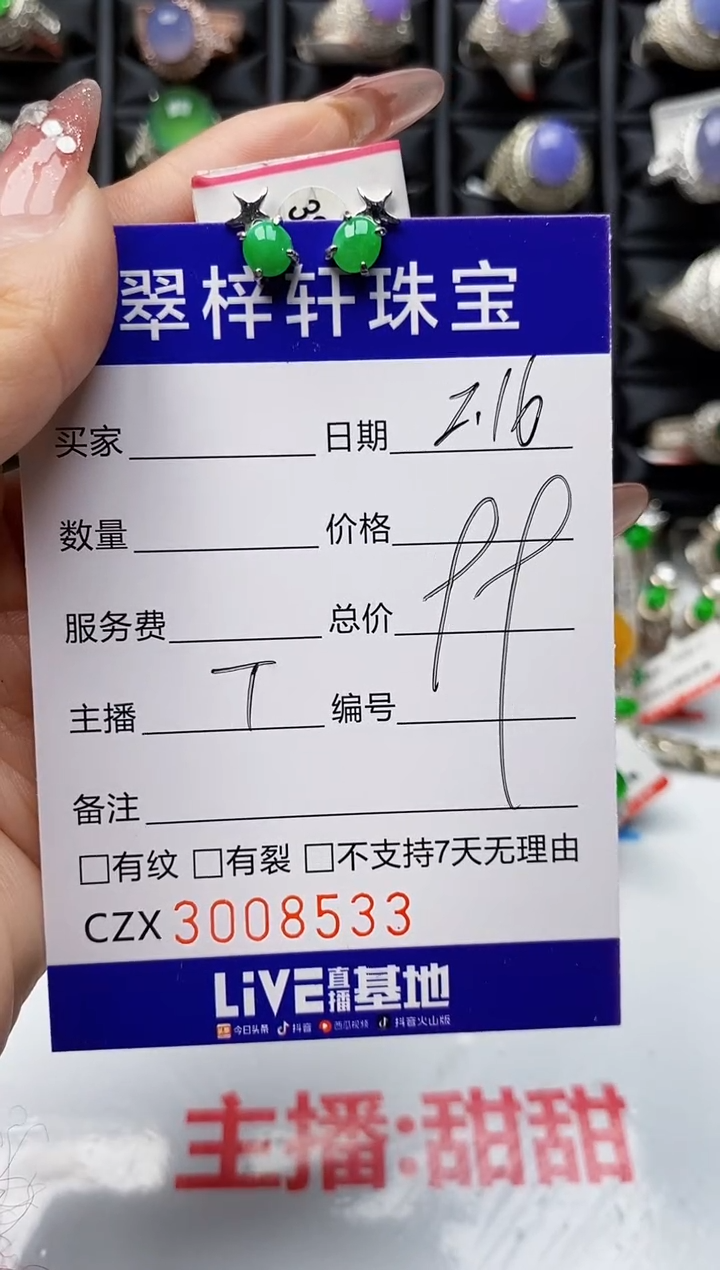 翠梓轩珠宝
买家 日期 2.16
数量 价格
服务费 总价
主播 T 编号
备注
□有纹 □有裂 □不支持7天无理由
CZX 3008533
LiVE直播基地
今日头条 抖音 西瓜视频 抖音火山版
主播:甜甜